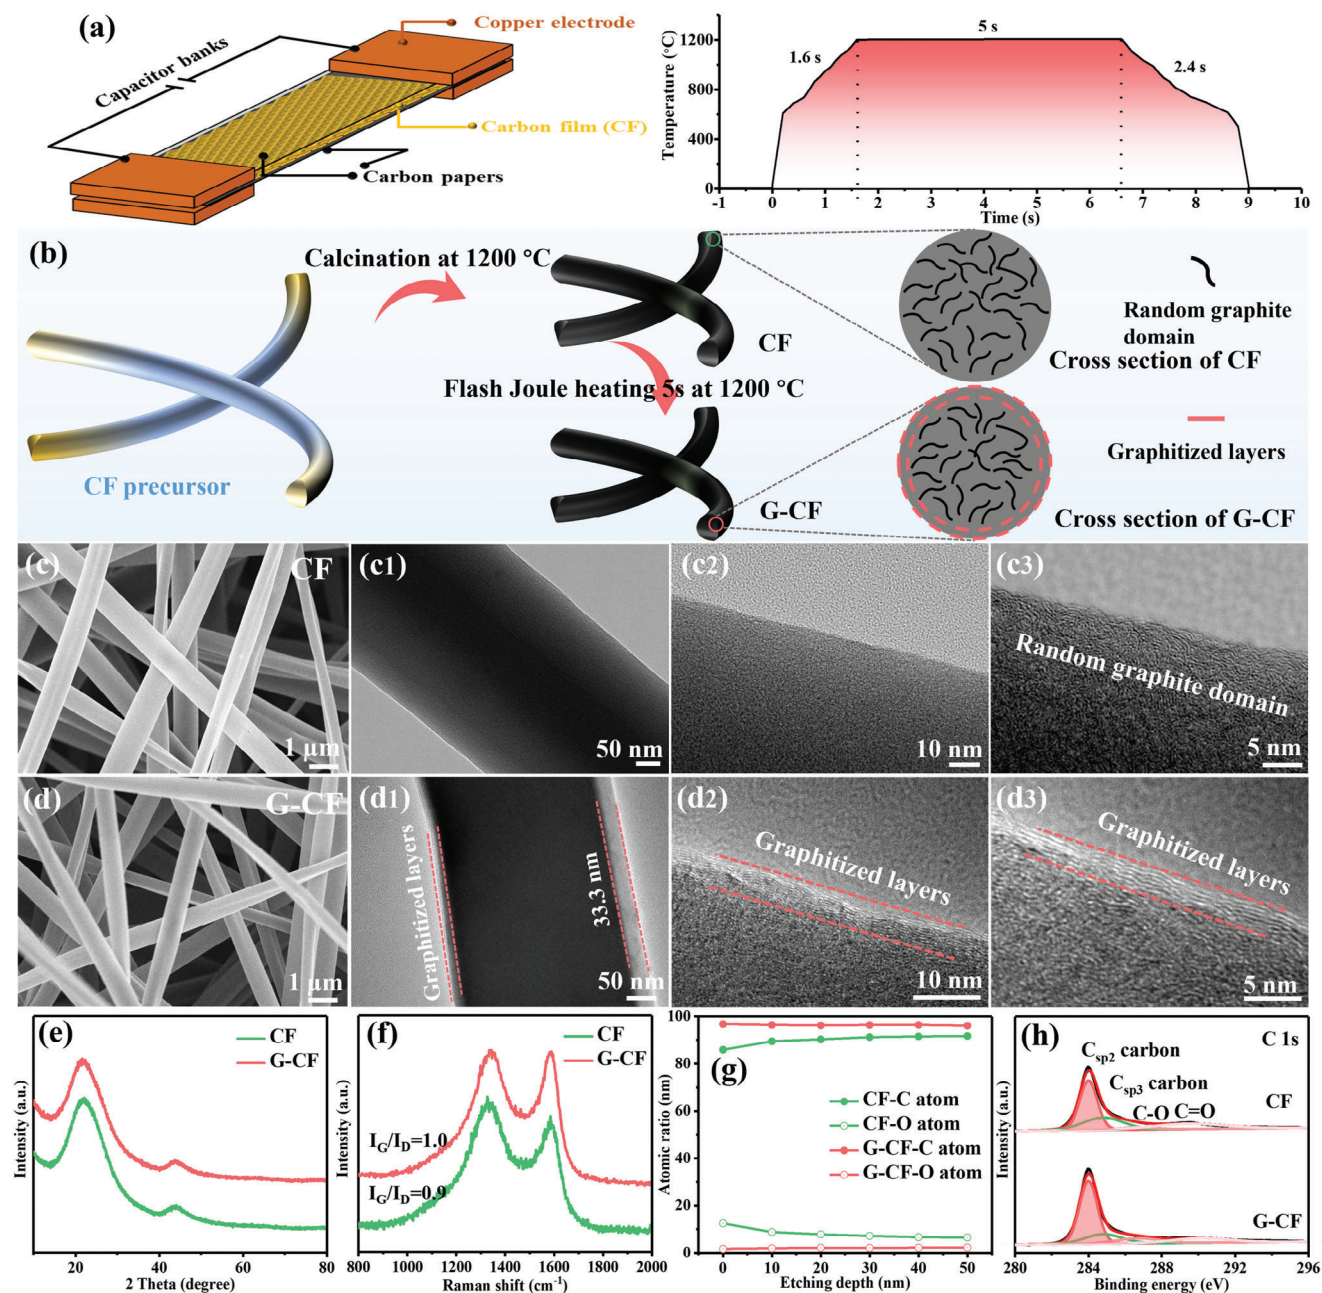 (a)
Copper electrode
Capacitor banks
Carbon film (CF)
Carbon papers
Temperature (°C)
1200
800
400
0
1.6 s
5 s
2.4 s
-1 0 1 2 3 4 5 6 7 8 9 10
Time (s)
(b)
Calcination at 1200 °C
CF precursor
CF
Flash Joule heating 5s at 1200 °C
G-CF
Random graphite
domain
Cross section of CF
Graphitized layers
Cross section of G-CF
(c)
CF
1 µm
(c1)
50 nm
(c2)
10 nm
(c3)
Random graphite domain
5 nm
(d)
G-CF
1 µm
(d1)
Graphitized layers
33.3 nm
50 nm
(d2)
Graphitized layers
10 nm
(d3)
Graphitized layers
5 nm
(e)
CF
G-CF
Intensity (a.u.)
20 40 60 80
2 Theta (degree)
(f)
CF
G-CF
I_G/I_D=1.0
I_G/I_D=0.9
Intensity (a.u.)
800 1000 1200 1400 1600 1800 2000
Raman shift (cm⁻¹)
(g)
Atomic ratio (nm)
100
80
60
40
20
0
CF-C atom
CF-O atom
G-CF-C atom
G-CF-O atom
0 10 20 30 40 50
Etching depth (nm)
(h)
C 1s
C_sp2 carbon
C_sp3 carbon
C-O C=O
CF
G-CF
Intensity (a.u.)
280 284 288 292 296
Binding energy (eV)